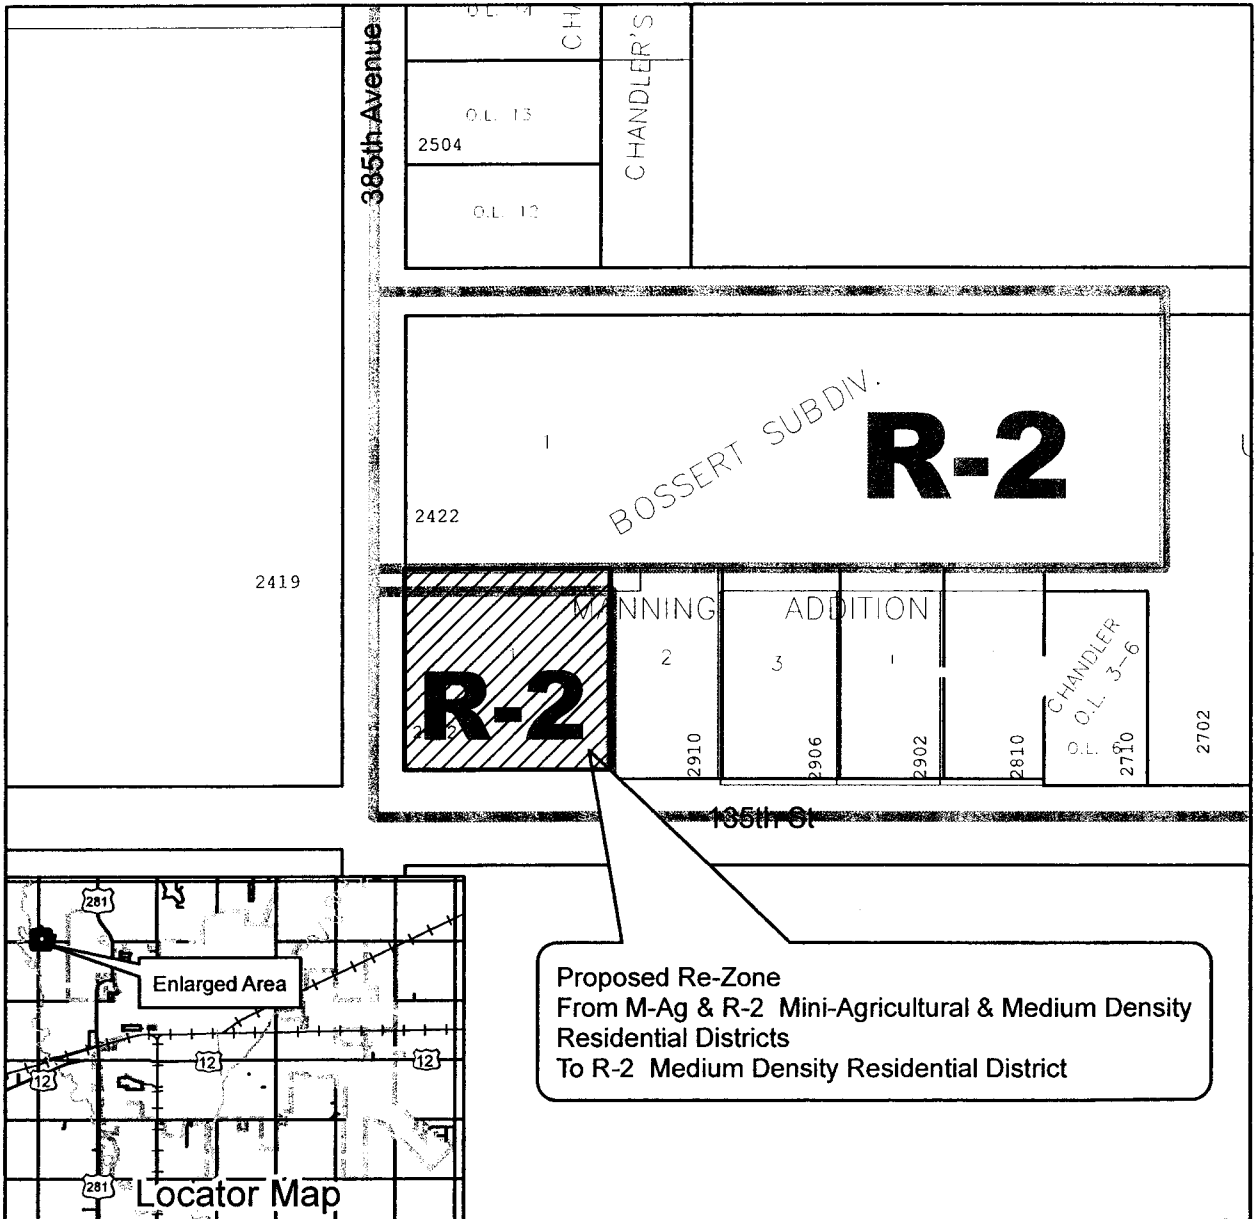 385th Avenue
CHANDLER'S
O.L. 13
2504
O.L. 12
BOSSERT SUBDIV.
R-2
1
2422
2419
MANNING ADDITION
1
2
3
1
R-2
CHANDLER
O.L. 3-6
O.L.
2910
2906
2902
2810
2710
2702
135th St
Proposed Re-Zone
From M-Ag & R-2 Mini-Agricultural & Medium Density
Residential Districts
To R-2 Medium Density Residential District
281
Enlarged Area
12
12
12
281
Locator Map